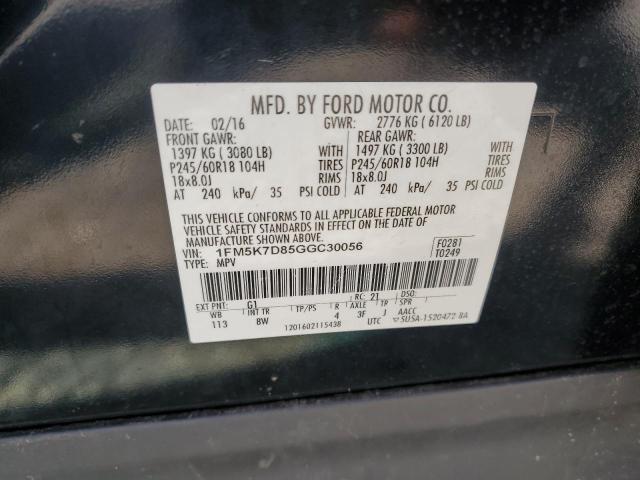 MFD. BY FORD MOTOR CO.
DATE: 02/16 GVWR: 2776 KG ( 6120 LB)
FRONT GAWR: REAR GAWR:
1397 KG ( 3080 LB) WITH 1497 KG ( 3300 LB) WITH
P245/60R18 104H TIRES P245/60R18 104H TIRES
18x8.0J RIMS 18x8.0J RIMS
AT 240 kPa/ 35 PSI COLD AT 240 kPa/ 35 PSI COLD
THIS VEHICLE CONFORMS TO ALL APPLICABLE FEDERAL MOTOR
VEHICLE SAFETY STANDARDS IN EFFECT ON THE DATE OF
MANUFACTURE SHOWN ABOVE.
VIN: 1FM5K7D85GGC30056 F0281
TYPE: MPV T0249
EXT PNT: G1 RC: 21 DSO:
WB INT TR TP/PS R AXLE TR SPR
113 8W 4 3F J AACC
1201602115438 UTC 5U5A-1520472-BA